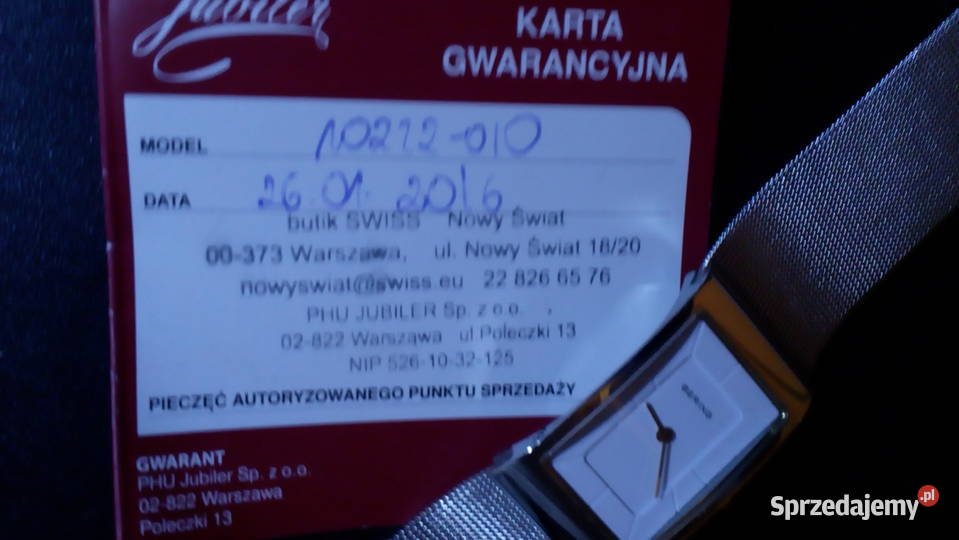 Jubiler
KARTA
GWARANCYJNA
MODEL 10212-010
DATA 26.01.2016
butik SWISS Nowy Świat
00-373 Warszawa, ul. Nowy Świat 18/20
nowyswiat@swiss.eu 22 826 65 76
PHU JUBILER Sp. z o.o.
02-822 Warszawa ul Poleczki 13
NIP 526-10-32-125
PIECZĘĆ AUTORYZOWANEGO PUNKTU SPRZEDAŻY
GWARANT
PHU Jubiler Sp. z o.o.
02-822 Warszawa
Poleczki 13
BERING
Sprzedajemy.pl